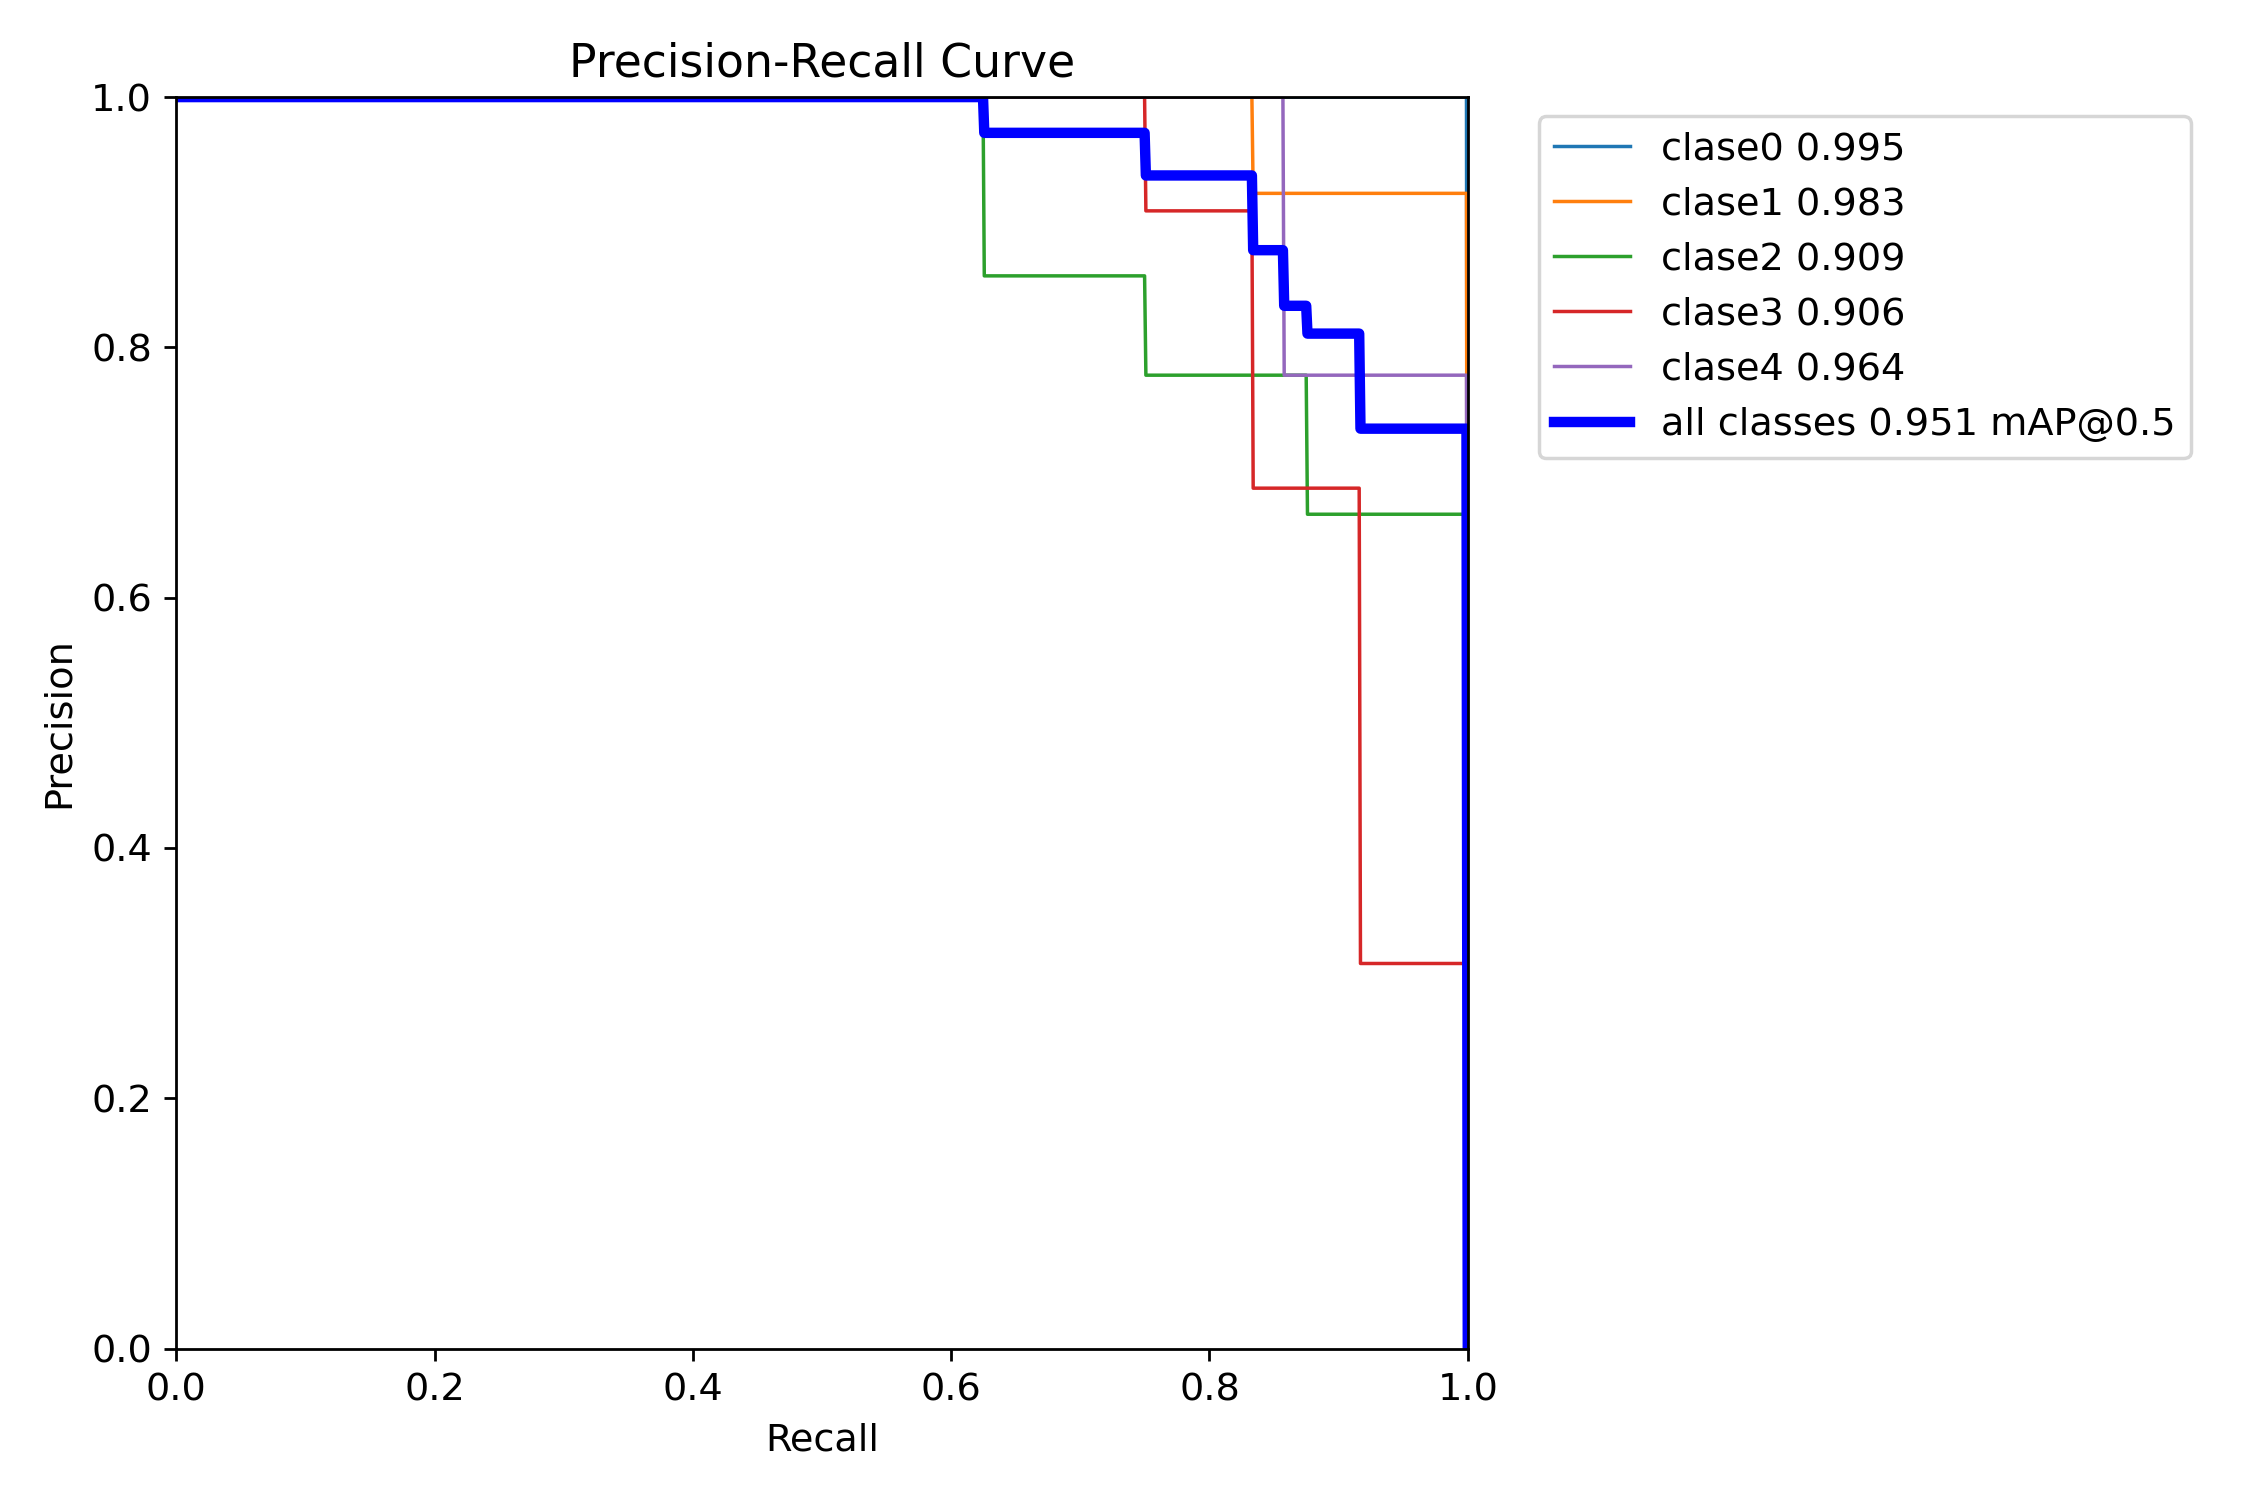 Precision-Recall Curve
1.0
0.8
0.6
0.4
0.2
0.0
Precision
0.0 0.2 0.4 0.6 0.8 1.0
Recall
clase0 0.995
clase1 0.983
clase2 0.909
clase3 0.906
clase4 0.964
all classes 0.951 mAP@0.5